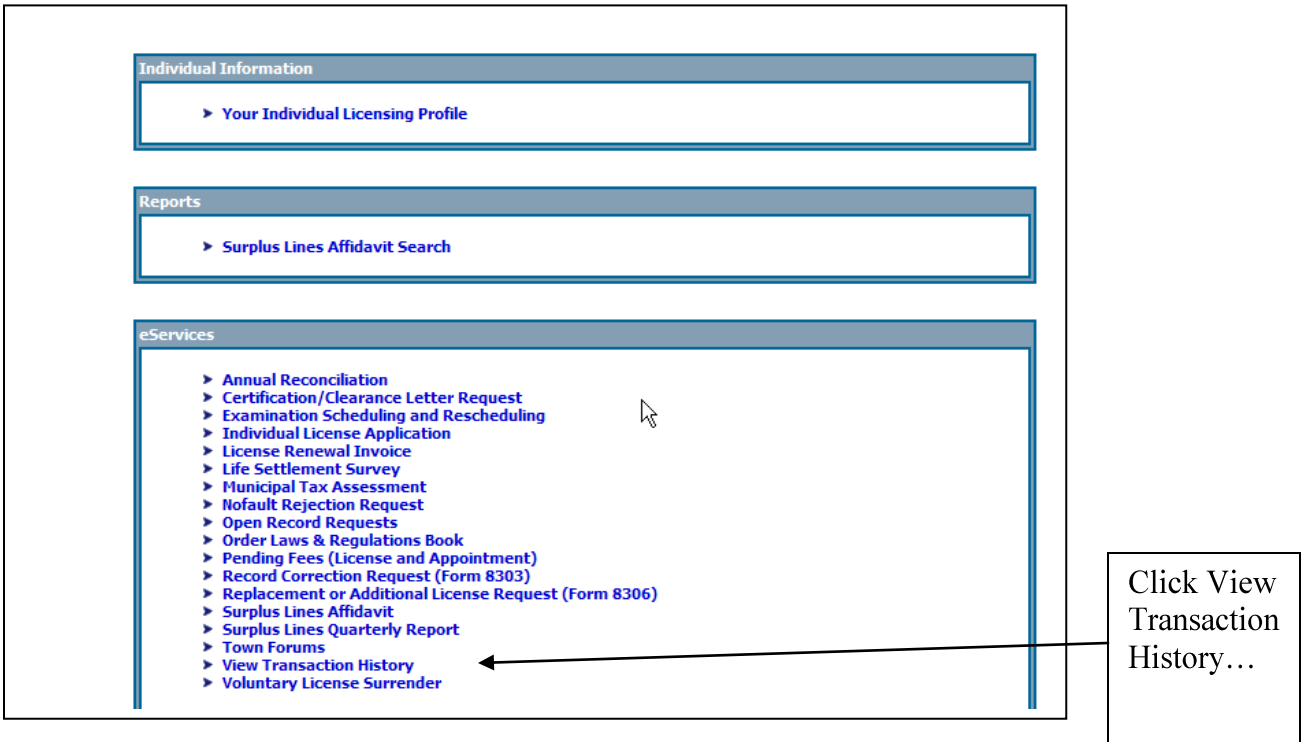 Individual Information
Your Individual Licensing Profile
Reports
Surplus Lines Affidavit Search
eServices
Annual Reconciliation
Certification/Clearance Letter Request
Examination Scheduling and Rescheduling
Individual License Application
License Renewal Invoice
Life Settlement Survey
Municipal Tax Assessment
Nofault Rejection Request
Open Record Requests
Order Laws & Regulations Book
Pending Fees (License and Appointment)
Record Correction Request (Form 8303)
Replacement or Additional License Request (Form 8306)
Surplus Lines Affidavit
Surplus Lines Quarterly Report
Town Forums
View Transaction History
Voluntary License Surrender
Click View
Transaction
History…